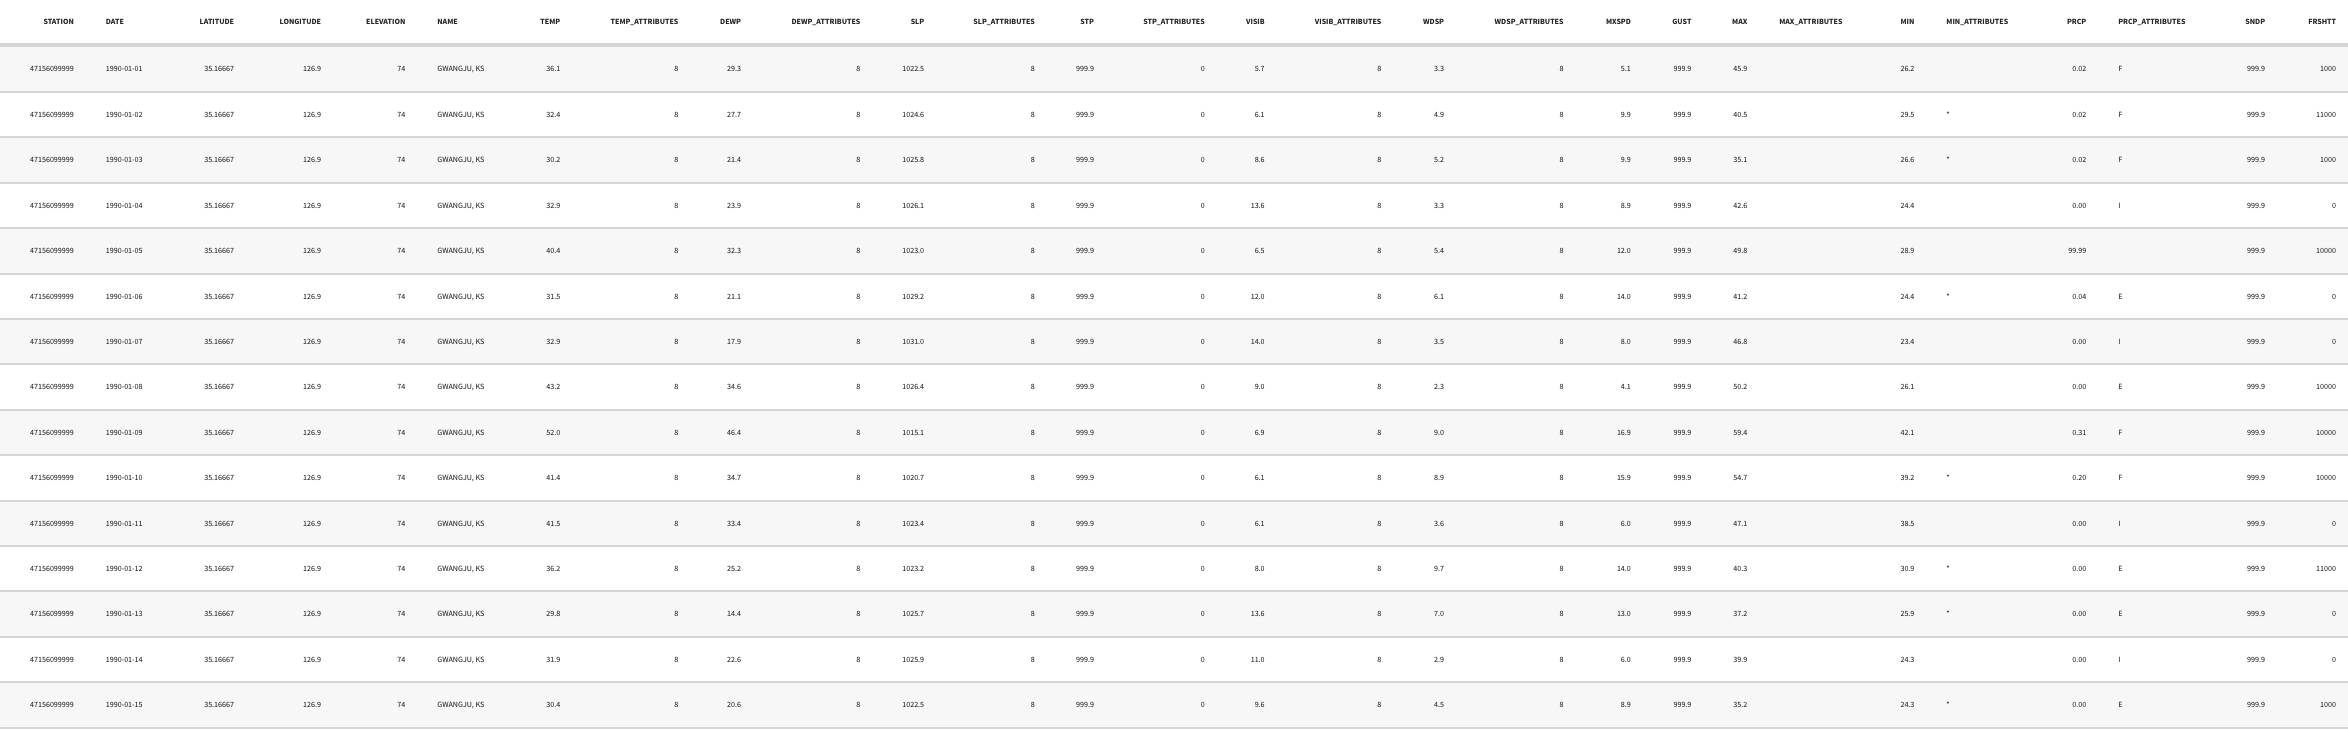 STATION DATE LATITUDE LONGITUDE ELEVATION NAME TEMP TEMP_ATTRIBUTES DEWP DEWP_ATTRIBUTES SLP SLP_ATTRIBUTES STP STP_ATTRIBUTES VISIB VISIB_ATTRIBUTES WDSP WDSP_ATTRIBUTES MXSPD GUST MAX MAX_ATTRIBUTES MIN MIN_ATTRIBUTES PRCP PRCP_ATTRIBUTES SNDP FRSHTT
47156099999 1990-01-01 35.16667 126.9 74 GWANGJU, KS 36.1 8 29.3 8 1022.5 8 999.9 0 5.7 8 3.3 8 5.1 999.9 45.9 26.2 0.02 F 999.9 1000
47156099999 1990-01-02 35.16667 126.9 74 GWANGJU, KS 32.4 8 27.7 8 1024.6 8 999.9 0 6.1 8 4.9 8 9.9 999.9 40.5 29.5 * 0.02 F 999.9 11000
47156099999 1990-01-03 35.16667 126.9 74 GWANGJU, KS 30.2 8 21.4 8 1025.8 8 999.9 0 8.6 8 5.2 8 9.9 999.9 35.1 26.6 * 0.02 F 999.9 1000
47156099999 1990-01-04 35.16667 126.9 74 GWANGJU, KS 32.9 8 23.9 8 1026.1 8 999.9 0 13.6 8 3.3 8 8.9 999.9 42.6 24.4 0.00 I 999.9 0
47156099999 1990-01-05 35.16667 126.9 74 GWANGJU, KS 40.4 8 32.3 8 1023.0 8 999.9 0 6.5 8 5.4 8 12.0 999.9 49.8 28.9 99.99 999.9 10000
47156099999 1990-01-06 35.16667 126.9 74 GWANGJU, KS 31.5 8 21.1 8 1029.2 8 999.9 0 12.0 8 6.1 8 14.0 999.9 41.2 24.4 * 0.04 E 999.9 0
47156099999 1990-01-07 35.16667 126.9 74 GWANGJU, KS 32.9 8 17.9 8 1031.0 8 999.9 0 14.0 8 3.5 8 8.0 999.9 46.8 23.4 0.00 I 999.9 0
47156099999 1990-01-08 35.16667 126.9 74 GWANGJU, KS 43.2 8 34.6 8 1026.4 8 999.9 0 9.0 8 2.3 8 4.1 999.9 50.2 26.1 0.00 E 999.9 10000
47156099999 1990-01-09 35.16667 126.9 74 GWANGJU, KS 52.0 8 46.4 8 1015.1 8 999.9 0 6.9 8 9.0 8 16.9 999.9 59.4 42.1 0.31 F 999.9 10000
47156099999 1990-01-10 35.16667 126.9 74 GWANGJU, KS 41.4 8 34.7 8 1020.7 8 999.9 0 6.1 8 8.9 8 15.9 999.9 54.7 39.2 * 0.20 F 999.9 10000
47156099999 1990-01-11 35.16667 126.9 74 GWANGJU, KS 41.5 8 33.4 8 1023.4 8 999.9 0 6.1 8 3.6 8 6.0 999.9 47.1 38.5 0.00 I 999.9 0
47156099999 1990-01-12 35.16667 126.9 74 GWANGJU, KS 36.2 8 25.2 8 1023.2 8 999.9 0 8.0 8 9.7 8 14.0 999.9 40.3 30.9 * 0.00 E 999.9 11000
47156099999 1990-01-13 35.16667 126.9 74 GWANGJU, KS 29.8 8 14.4 8 1025.7 8 999.9 0 13.6 8 7.0 8 13.0 999.9 37.2 25.9 * 0.00 E 999.9 0
47156099999 1990-01-14 35.16667 126.9 74 GWANGJU, KS 31.9 8 22.6 8 1025.9 8 999.9 0 11.0 8 2.9 8 6.0 999.9 39.9 24.3 0.00 I 999.9 0
47156099999 1990-01-15 35.16667 126.9 74 GWANGJU, KS 30.4 8 20.6 8 1022.5 8 999.9 0 9.6 8 4.5 8 8.9 999.9 35.2 24.3 * 0.00 E 999.9 1000